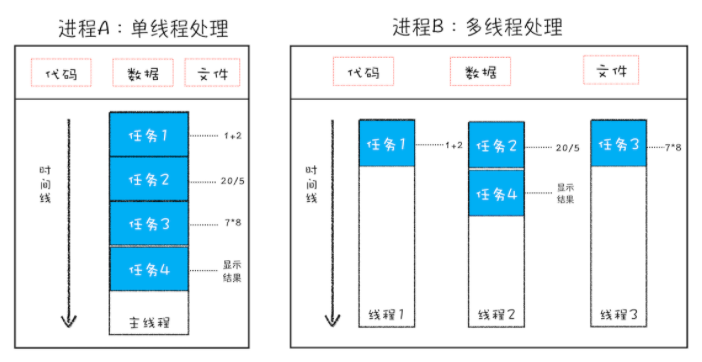 进程A：单线程处理
代码
数据
文件
时间线
任务1
1+2
任务2
20/5
任务3
7*8
任务4
显示
结果
主线程
进程B：多线程处理
代码
数据
文件
时间线
任务1
1+2
任务2
20/5
任务3
7*8
任务4
显示
结果
线程1
线程2
线程3